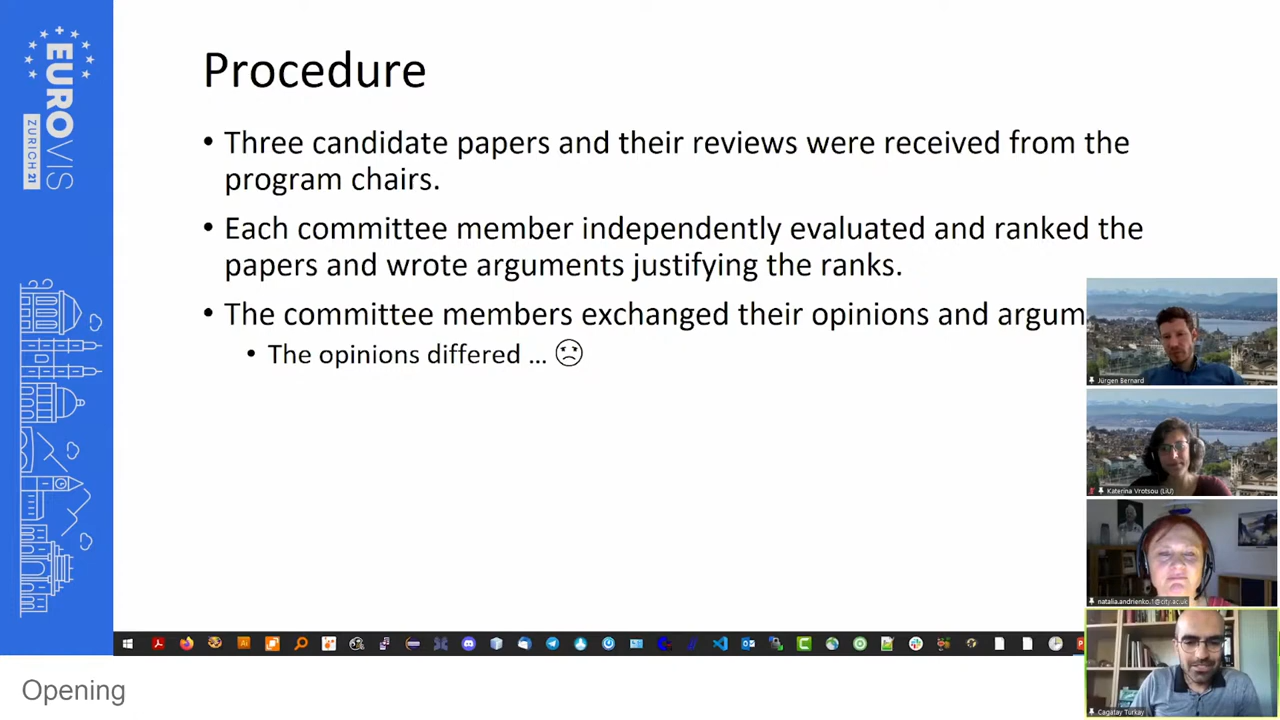 EUROVIS
ZURICH 21
Procedure
• Three candidate papers and their reviews were received from the
program chairs.
• Each committee member independently evaluated and ranked the
papers and wrote arguments justifying the ranks.
• The committee members exchanged their opinions and argum
• The opinions differed ... ☹
Jürgen Bernard
Katerina Vrotsou (LiU)
natalia.andrienko.1@city.ac.uk
Cagatay Turkay
Opening